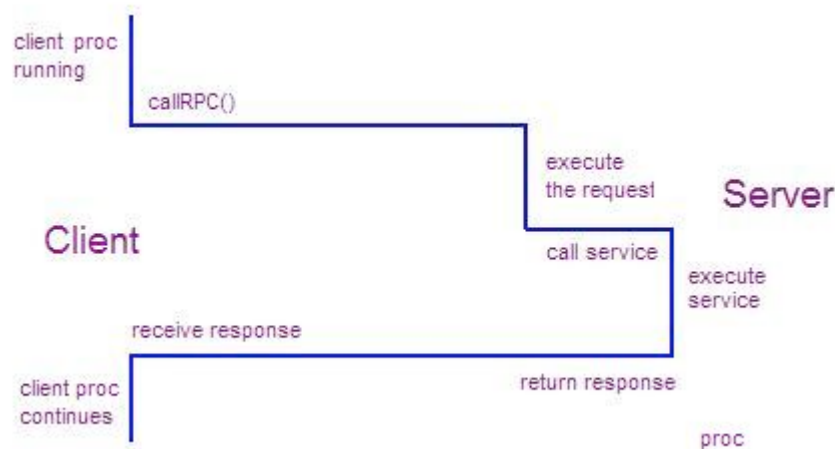 client proc
running
callRPC()
execute
the request
Server
Client
call service
execute
service
receive response
client proc
continues
return response
proc